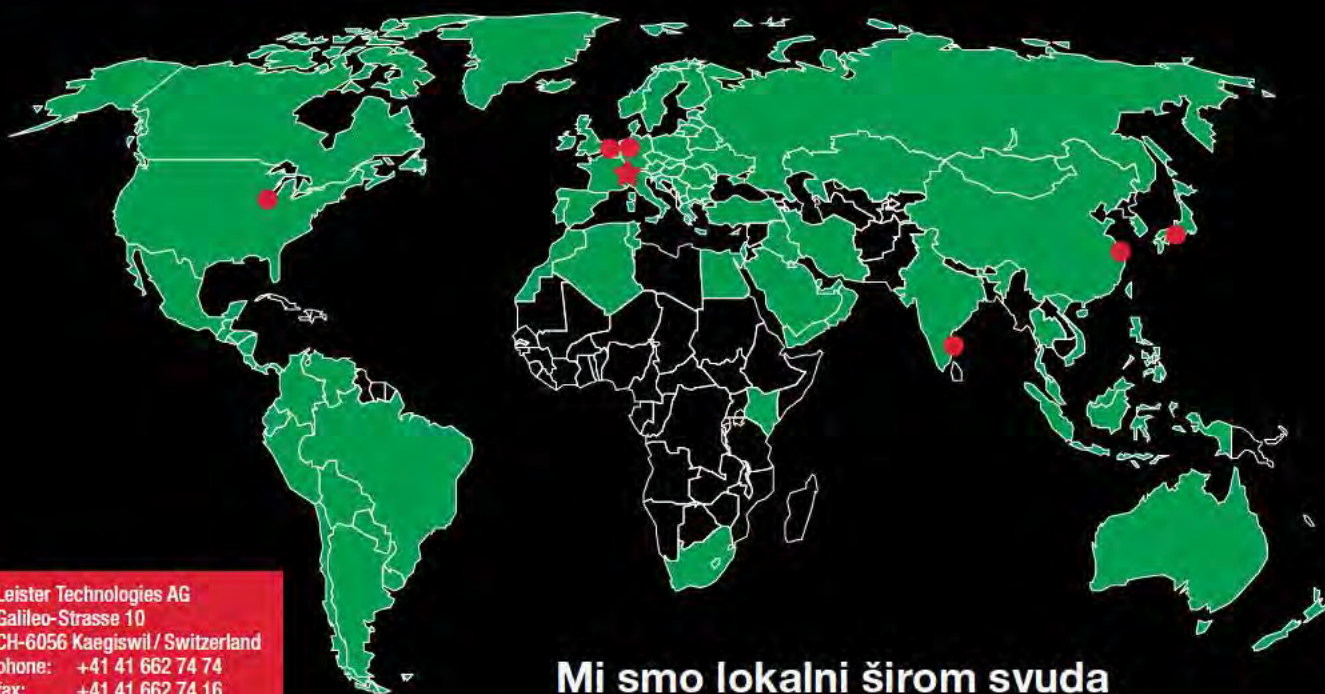 Leister Technologies AG
Galileo-Strasse 10
CH-6056 Kaegiswil / Switzerland
phone: +41 41 662 74 74
fax: +41 41 662 74 16
Mi smo lokalni širom svuda